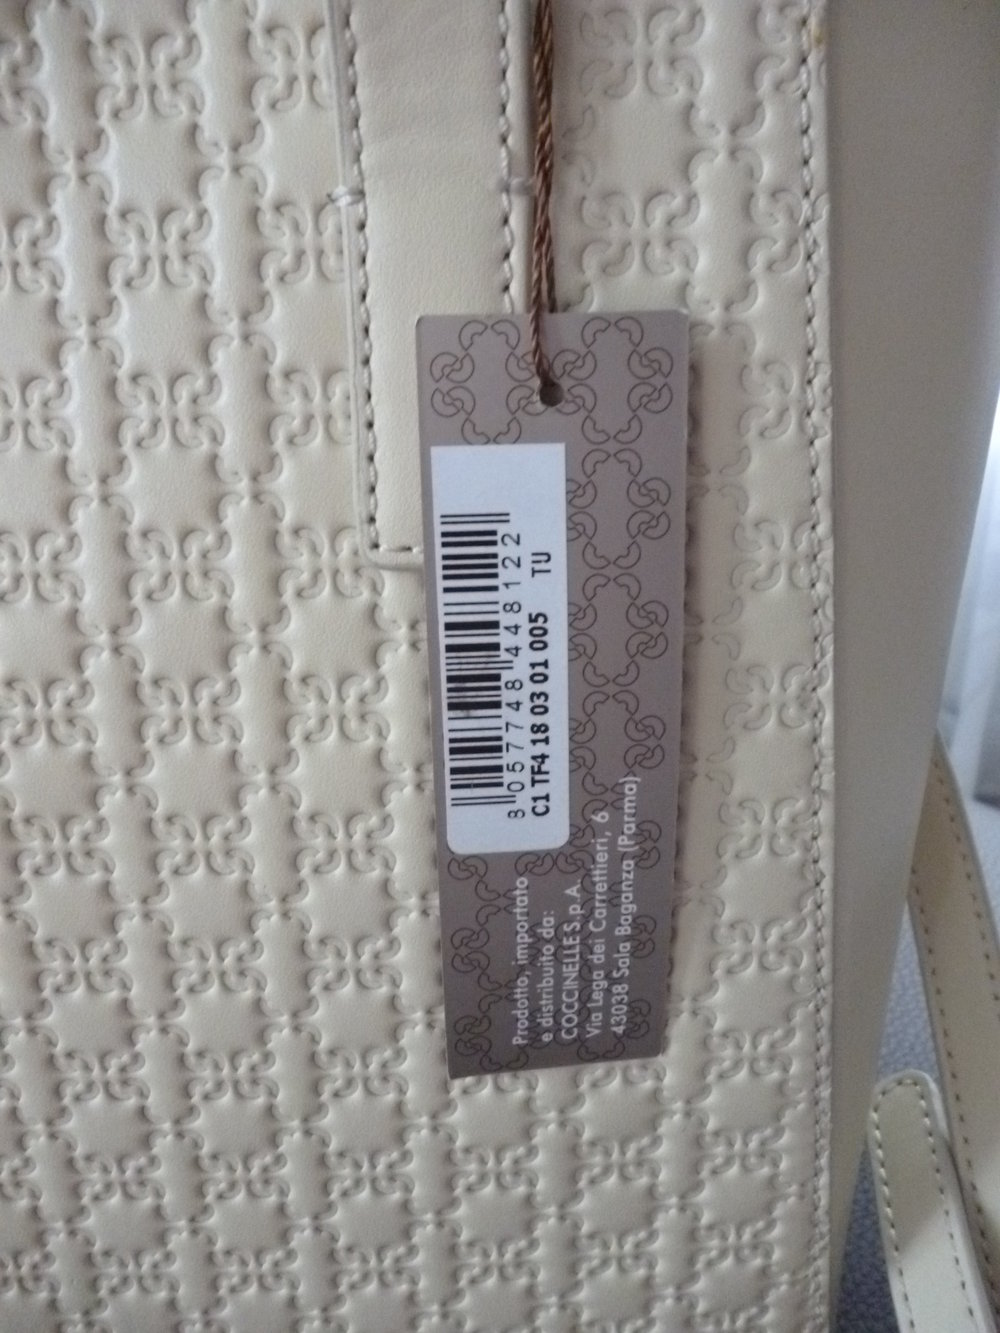 8 057748 448122
C1 TF4 18 03 01 005 TU
Prodotto, importato
e distribuito da:
COCCINELLE S.p.A.
Via Lega dei Carrettieri, 6
43038 Sala Baganza (Parma)